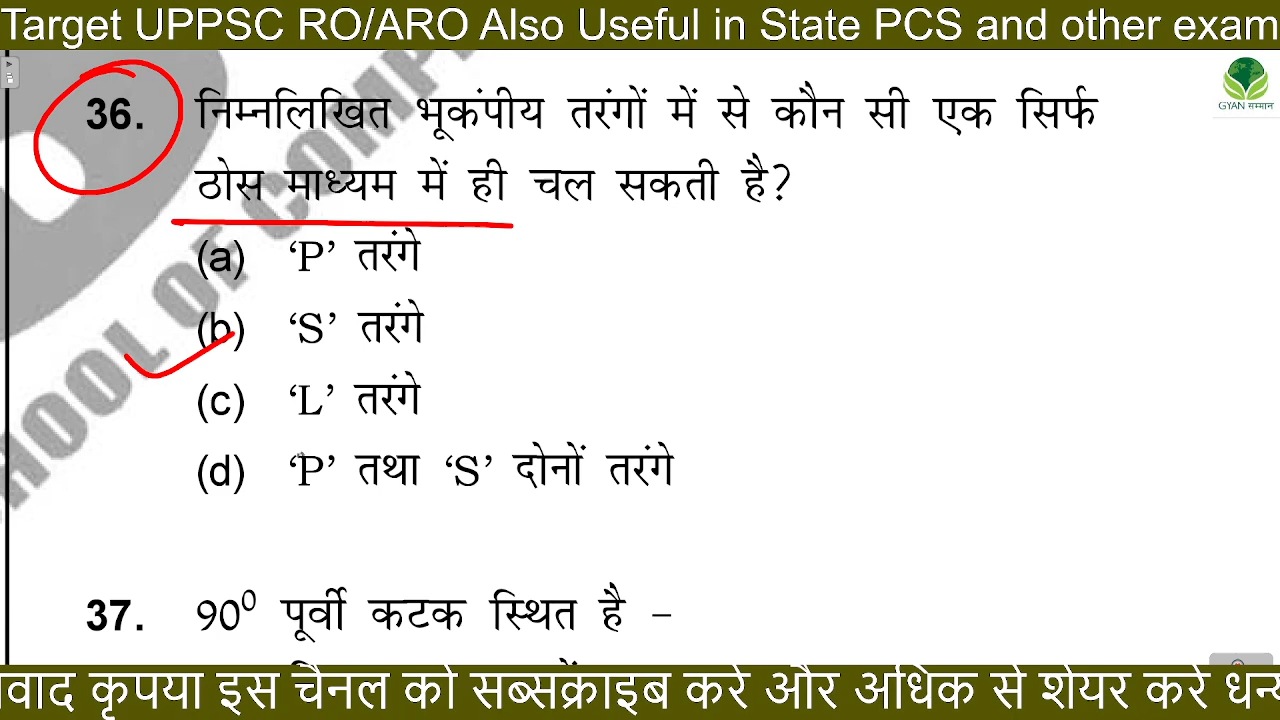 Target UPPSC RO/ARO Also Useful in State PCS and other exam
GYAN सम्मान
36. निम्नलिखित भूकंपीय तरंगों में से कौन सी एक सिर्फ
ठोस माध्यम में ही चल सकती है?
(a) ‘P’ तरंगे
(b) ‘S’ तरंगे
(c) ‘L’ तरंगे
(d) ‘P’ तथा ‘S’ दोनों तरंगे
37. 90⁰ पूर्वी कटक स्थित है –
कृपया इस चैनल को सब्सक्राइब करे और अधिक से शेयर करे